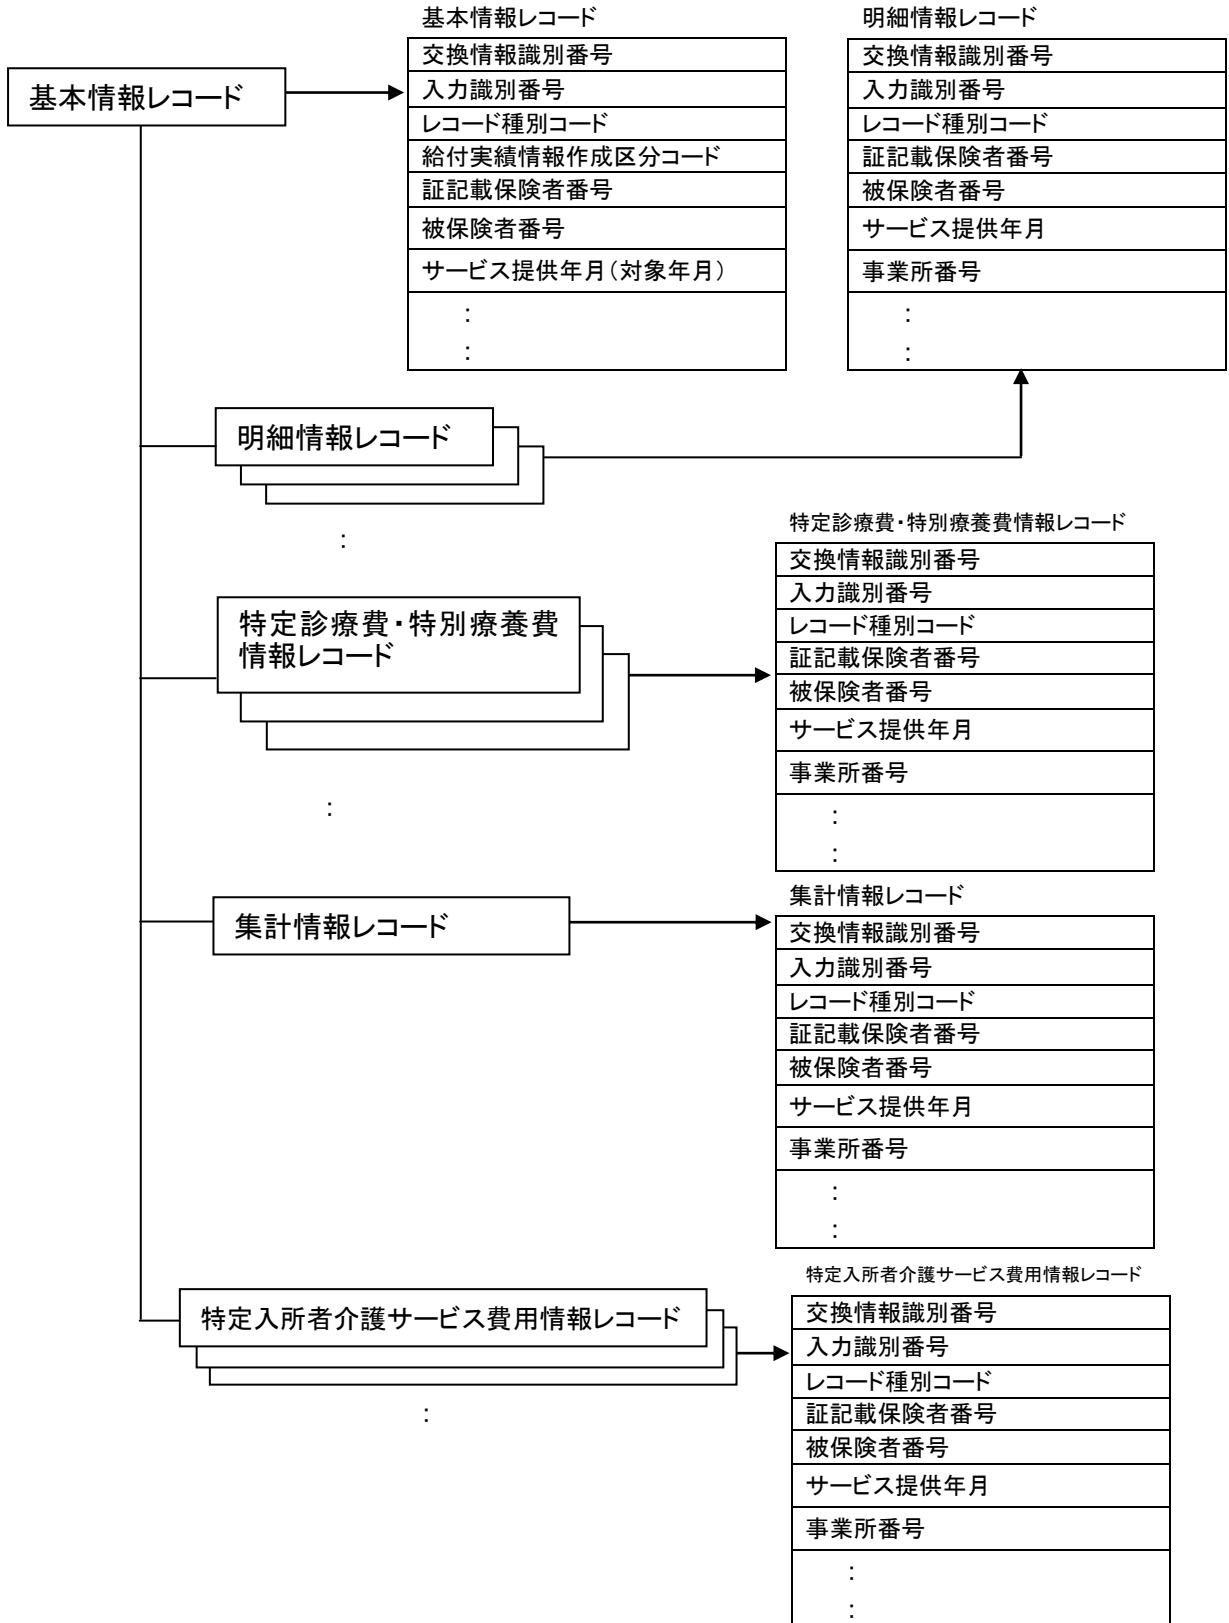 基本情報レコード
基本情報レコード
交換情報識別番号
入力識別番号
レコード種別コード
給付実績情報作成区分コード
証記載保険者番号
被保険者番号
サービス提供年月(対象年月)
:
:
明細情報レコード
交換情報識別番号
入力識別番号
レコード種別コード
証記載保険者番号
被保険者番号
サービス提供年月
事業所番号
:
:
明細情報レコード
:
特定診療費・特別療養費
情報レコード
:
特定診療費・特別療養費情報レコード
交換情報識別番号
入力識別番号
レコード種別コード
証記載保険者番号
被保険者番号
サービス提供年月
事業所番号
:
:
集計情報レコード
集計情報レコード
交換情報識別番号
入力識別番号
レコード種別コード
証記載保険者番号
被保険者番号
サービス提供年月
事業所番号
:
:
特定入所者介護サービス費用情報レコード
:
特定入所者介護サービス費用情報レコード
交換情報識別番号
入力識別番号
レコード種別コード
証記載保険者番号
被保険者番号
サービス提供年月
事業所番号
:
: